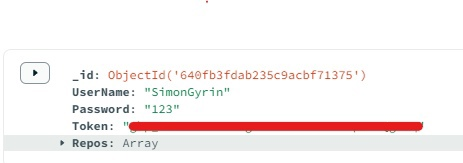 _id: ObjectId('640fb3fdab235c9acbf71375')
UserName: "SimonGyrin"
Password: "123"
Token:
Repos: Array